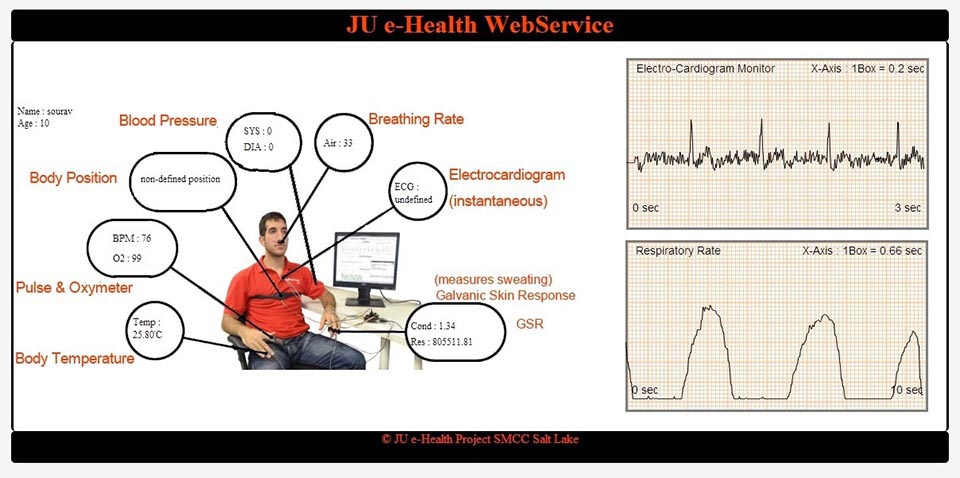 JU e-Health WebService
Name : sourav
Age : 10
Blood Pressure
SYS : 0
DIA : 0
Air : 33
Breathing Rate
Body Position
non-defined position
ECG :
undefined
Electrocardiogram
(instantaneous)
BPM : 76
O2 : 99
Pulse & Oxymeter
Temp :
25.80'C
Body Temperature
(measures sweating)
Galvanic Skin Response
GSR
Cond : 1.34
Res : 805511.81
Electro-Cardiogram Monitor X-Axis : 1Box = 0.2 sec
0 sec 3 sec
Respiratory Rate X-Axis : 1Box = 0.66 sec
0 sec 10 sec
© JU e-Health Project SMCC Salt Lake